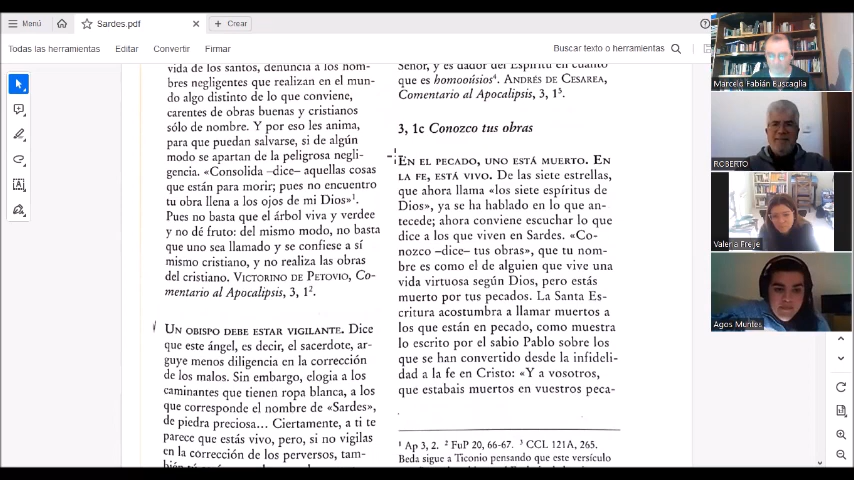 Menú
Sardes.pdf
Crear
Todas las herramientas
Editar
Convertir
Firmar
Buscar texto o herramientas
vida de los santos, denuncia a los hom-
bres negligentes que realizan en el mun-
do algo distinto de lo que conviene,
carentes de obras buenas y cristianos
sólo de nombre. Y por eso les anima,
para que puedan salvarse, si de algún
modo se apartan de la peligrosa negli-
gencia. «Consolida –dice– aquellas cosas
que están para morir; pues no encuentro
tu obra llena a los ojos de mi Dios»¹.
Pues no basta que el árbol viva y verdee
y no dé fruto: del mismo modo, no basta
que uno sea llamado y se confiese a sí
mismo cristiano, y no realiza las obras
del cristiano. VICTORINO DE PETOVIO, Co-
mentario al Apocalipsis, 3, 1².
UN OBISPO DEBE ESTAR VIGILANTE. Dice
que este ángel, es decir, el sacerdote, ar-
guye menos diligencia en la corrección
de los malos. Sin embargo, elogia a los
caminantes que tienen ropa blanca, a los
que corresponde el nombre de «Sardes»,
de piedra preciosa... Ciertamente, a ti te
parece que estás vivo, pero, si no vigilas
en la corrección de los perversos, tam-
Señor, y es dador del Espíritu en cuanto
que es homooúsios⁴. ANDRÉS DE CESAREA,
Comentario al Apocalipsis, 3, 1⁵.
3, 1c Conozco tus obras
EN EL PECADO, UNO ESTÁ MUERTO. EN
LA FE, ESTÁ VIVO. De las siete estrellas,
que ahora llama «los siete espíritus de
Dios», ya se ha hablado en lo que an-
tecede; ahora conviene escuchar lo que
dice a los que viven en Sardes. «Co-
nozco –dice– tus obras», que tu nom-
bre es como el de alguien que vive una
vida virtuosa según Dios, pero estás
muerto por tus pecados. La Santa Es-
critura acostumbra a llamar muertos a
los que están en pecado, como muestra
lo escrito por el sabio Pablo sobre los
que se han convertido desde la infideli-
dad a la fe en Cristo: «Y a vosotros,
que estabais muertos en vuestros peca-
¹ Ap 3, 2. ² FuP 20, 66-67. ³ CCL 121A, 265.
Beda sigue a Ticonio pensando que este versículo
Marcelo Fabián Buscaglia
ROBERTO
Valeria Freije
Agos Muntes